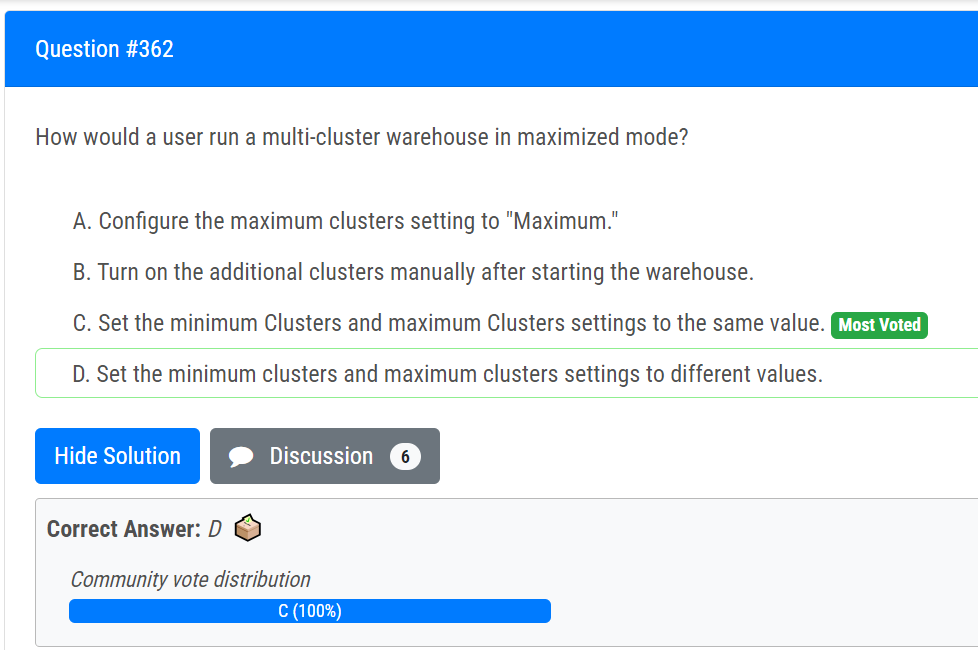 Question #362
How would a user run a multi-cluster warehouse in maximized mode?
A. Configure the maximum clusters setting to "Maximum."
B. Turn on the additional clusters manually after starting the warehouse.
C. Set the minimum Clusters and maximum Clusters settings to the same value. Most Voted
D. Set the minimum clusters and maximum clusters settings to different values.
Hide Solution Discussion 6
Correct Answer: D
Community vote distribution
C (100%)